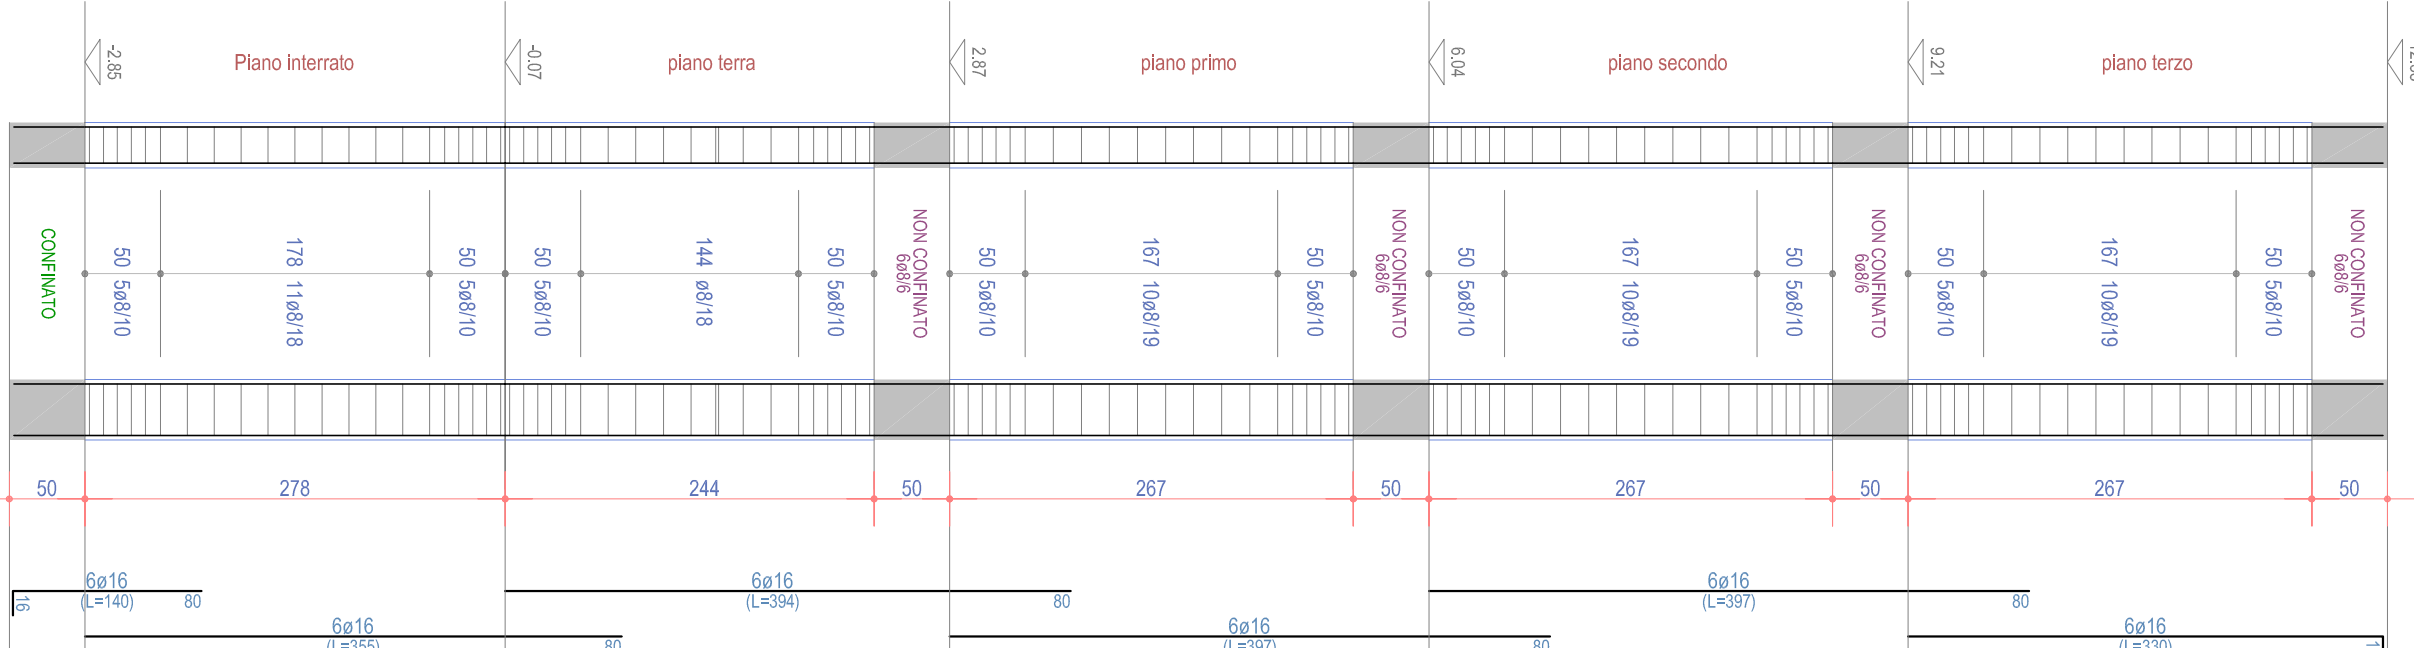 -2.85
Piano interrato
-0.07
piano terra
2.87
piano primo
6.04
piano secondo
9.21
piano terzo
CONFINATO
50 5ø8/10
178 11ø8/18
50 5ø8/10
50 5ø8/10
144 ø8/18
50 5ø8/10
NON CONFINATO
6ø8/6
50 5ø8/10
167 10ø8/19
50 5ø8/10
NON CONFINATO
6ø8/6
50 5ø8/10
167 10ø8/19
50 5ø8/10
NON CONFINATO
6ø8/6
50 5ø8/10
167 10ø8/19
50 5ø8/10
NON CONFINATO
6ø8/6
50 278 244 50 267 50 267 50 267 50
6ø16 6ø16 6ø16
16 (L=140) 80 (L=394) 80 (L=397) 80
6ø16 6ø16 6ø16
(L=355) 80 (L=397) 80 (L=330)